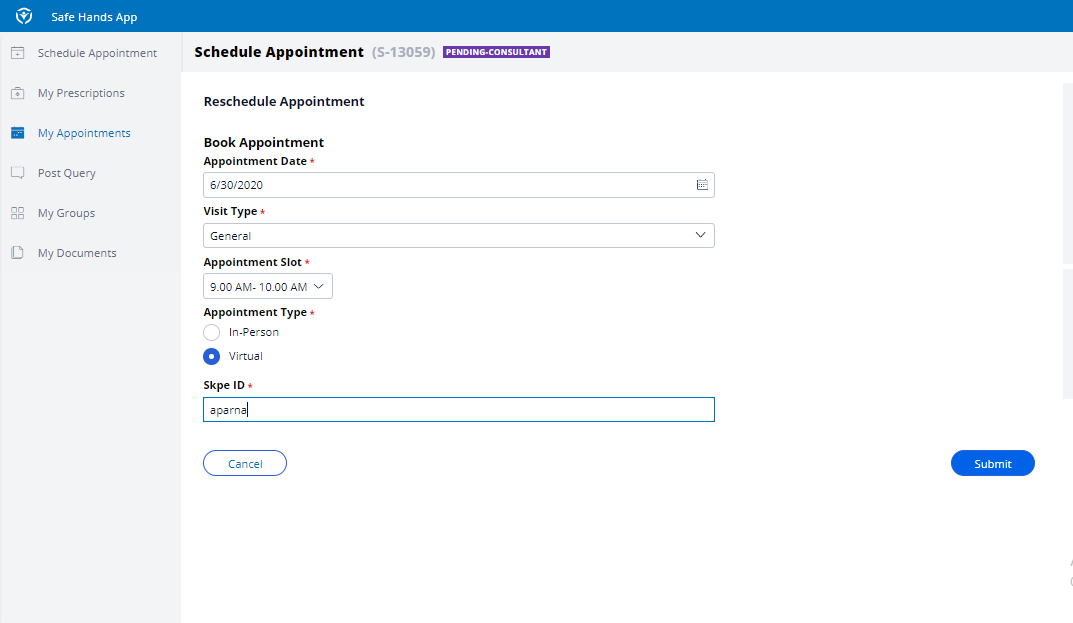 Safe Hands App
Schedule Appointment
My Prescriptions
My Appointments
Post Query
My Groups
My Documents
Schedule Appointment (S-13059) PENDING-CONSULTANT
Reschedule Appointment
Book Appointment
Appointment Date *
6/30/2020
Visit Type *
General
Appointment Slot *
9.00 AM- 10.00 AM
Appointment Type *
In-Person
Virtual
Skpe ID *
aparna
Cancel
Submit